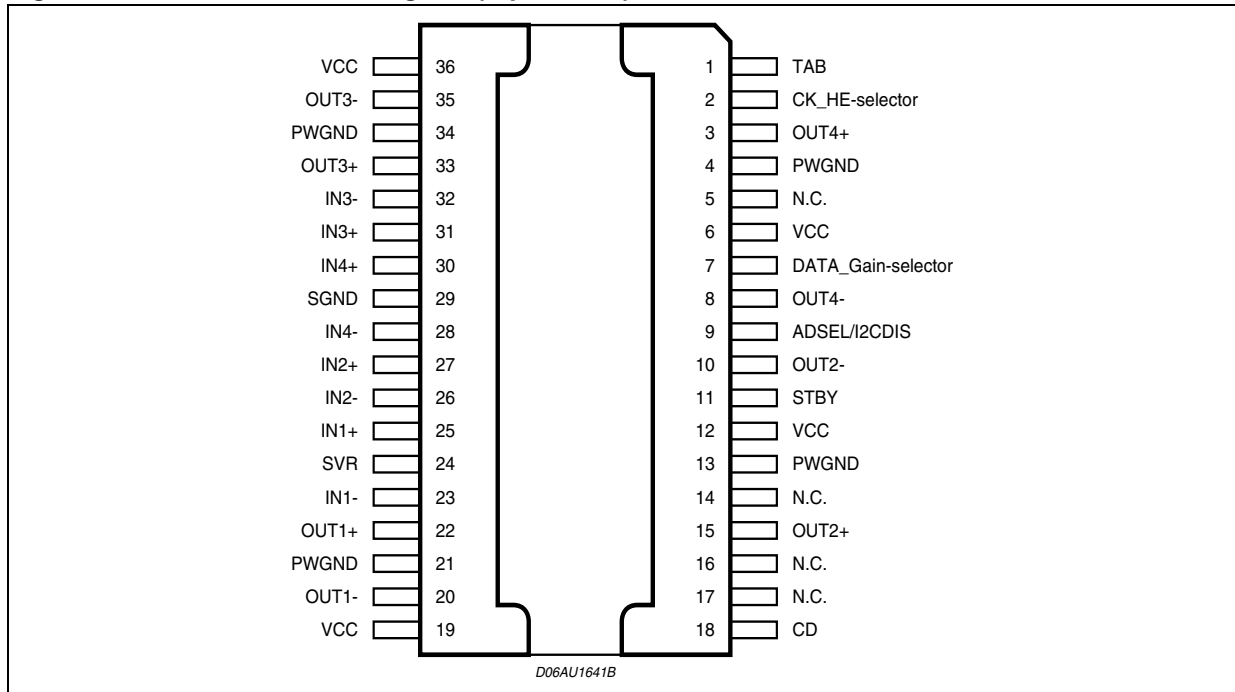 VCC 36 1 TAB
OUT3- 35 2 CK_HE-selector
PWGND 34 3 OUT4+
OUT3+ 33 4 PWGND
IN3- 32 5 N.C.
IN3+ 31 6 VCC
IN4+ 30 7 DATA_Gain-selector
SGND 29 8 OUT4-
IN4- 28 9 ADSEL/I2CDIS
IN2+ 27 10 OUT2-
IN2- 26 11 STBY
IN1+ 25 12 VCC
SVR 24 13 PWGND
IN1- 23 14 N.C.
OUT1+ 22 15 OUT2+
PWGND 21 16 N.C.
OUT1- 20 17 N.C.
VCC 19 18 CD
D06AU1641B